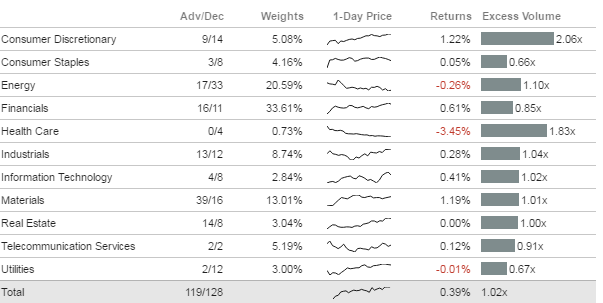 Adv/Dec Weights 1-Day Price Returns Excess Volume
Consumer Discretionary 9/14 5.08% 1.22% 2.06x
Consumer Staples 3/8 4.16% 0.05% 0.66x
Energy 17/33 20.59% -0.26% 1.10x
Financials 16/11 33.61% 0.61% 0.85x
Health Care 0/4 0.73% -3.45% 1.83x
Industrials 13/12 8.74% 0.28% 1.04x
Information Technology 4/8 2.84% 0.41% 1.02x
Materials 39/16 13.01% 1.19% 1.01x
Real Estate 14/8 3.04% 0.00% 1.00x
Telecommunication Services 2/2 5.19% 0.12% 0.91x
Utilities 2/12 3.00% -0.01% 0.67x
Total 119/128 0.39% 1.02x